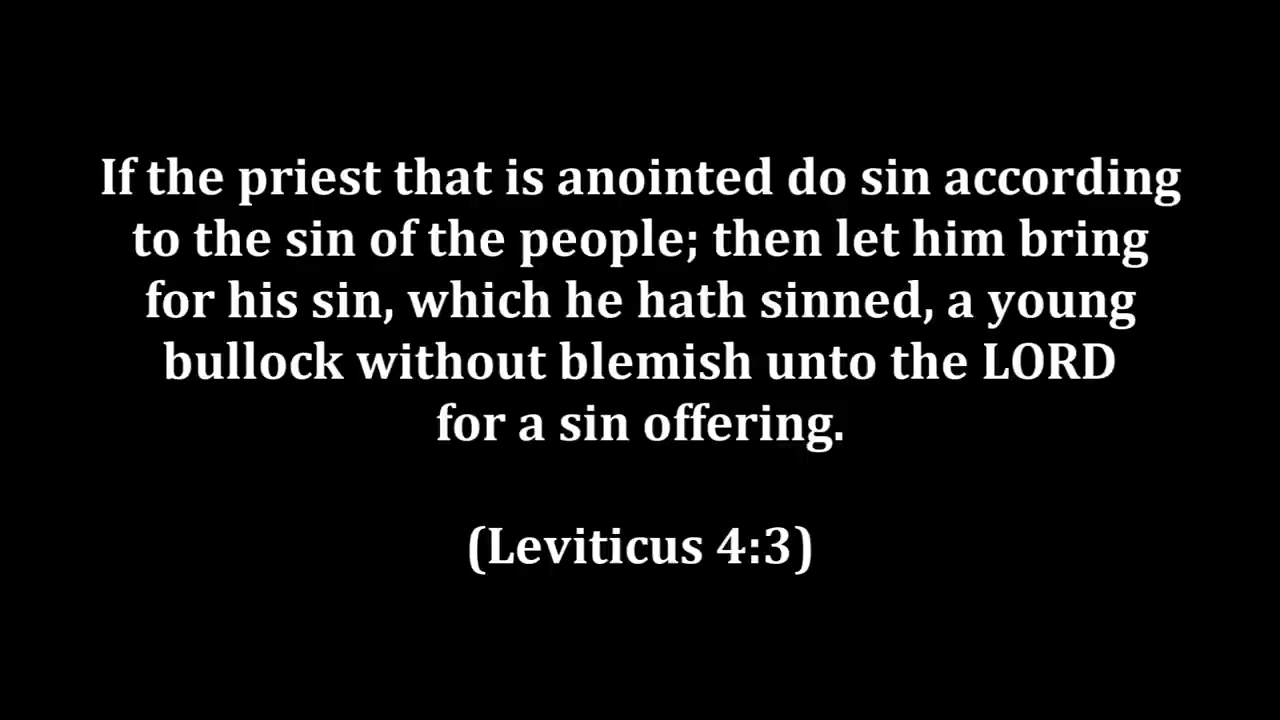 If the priest that is anointed do sin according
to the sin of the people; then let him bring
for his sin, which he hath sinned, a young
bullock without blemish unto the LORD
for a sin offering.
(Leviticus 4:3)